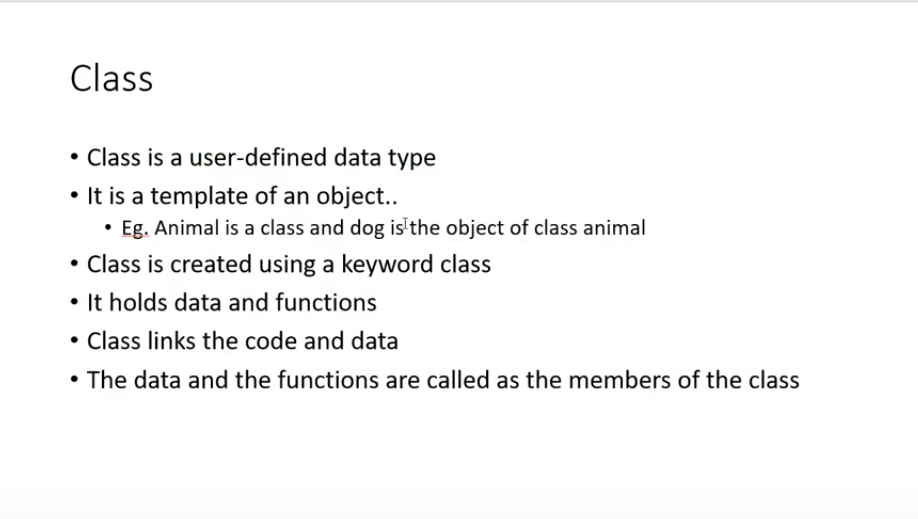 Class
• Class is a user-defined data type
• It is a template of an object..
• Eg. Animal is a class and dog is the object of class animal
• Class is created using a keyword class
• It holds data and functions
• Class links the code and data
• The data and the functions are called as the members of the class